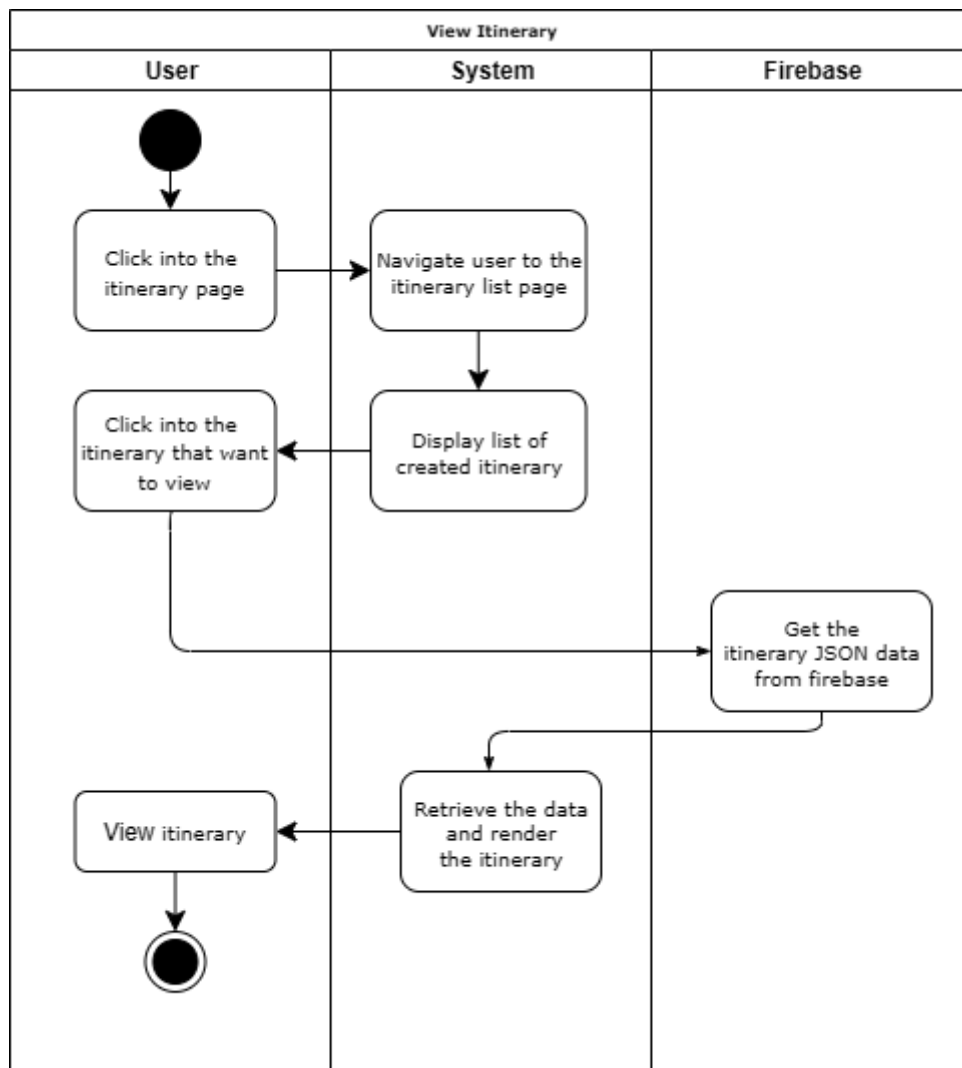 View Itinerary
User
System
Firebase
Click into the
itinerary page
Navigate user to the
itinerary list page
Click into the
itinerary that want
to view
Display list of
created itinerary
Get the
itinerary JSON data
from firebase
Retrieve the data
and render
the itinerary
View itinerary